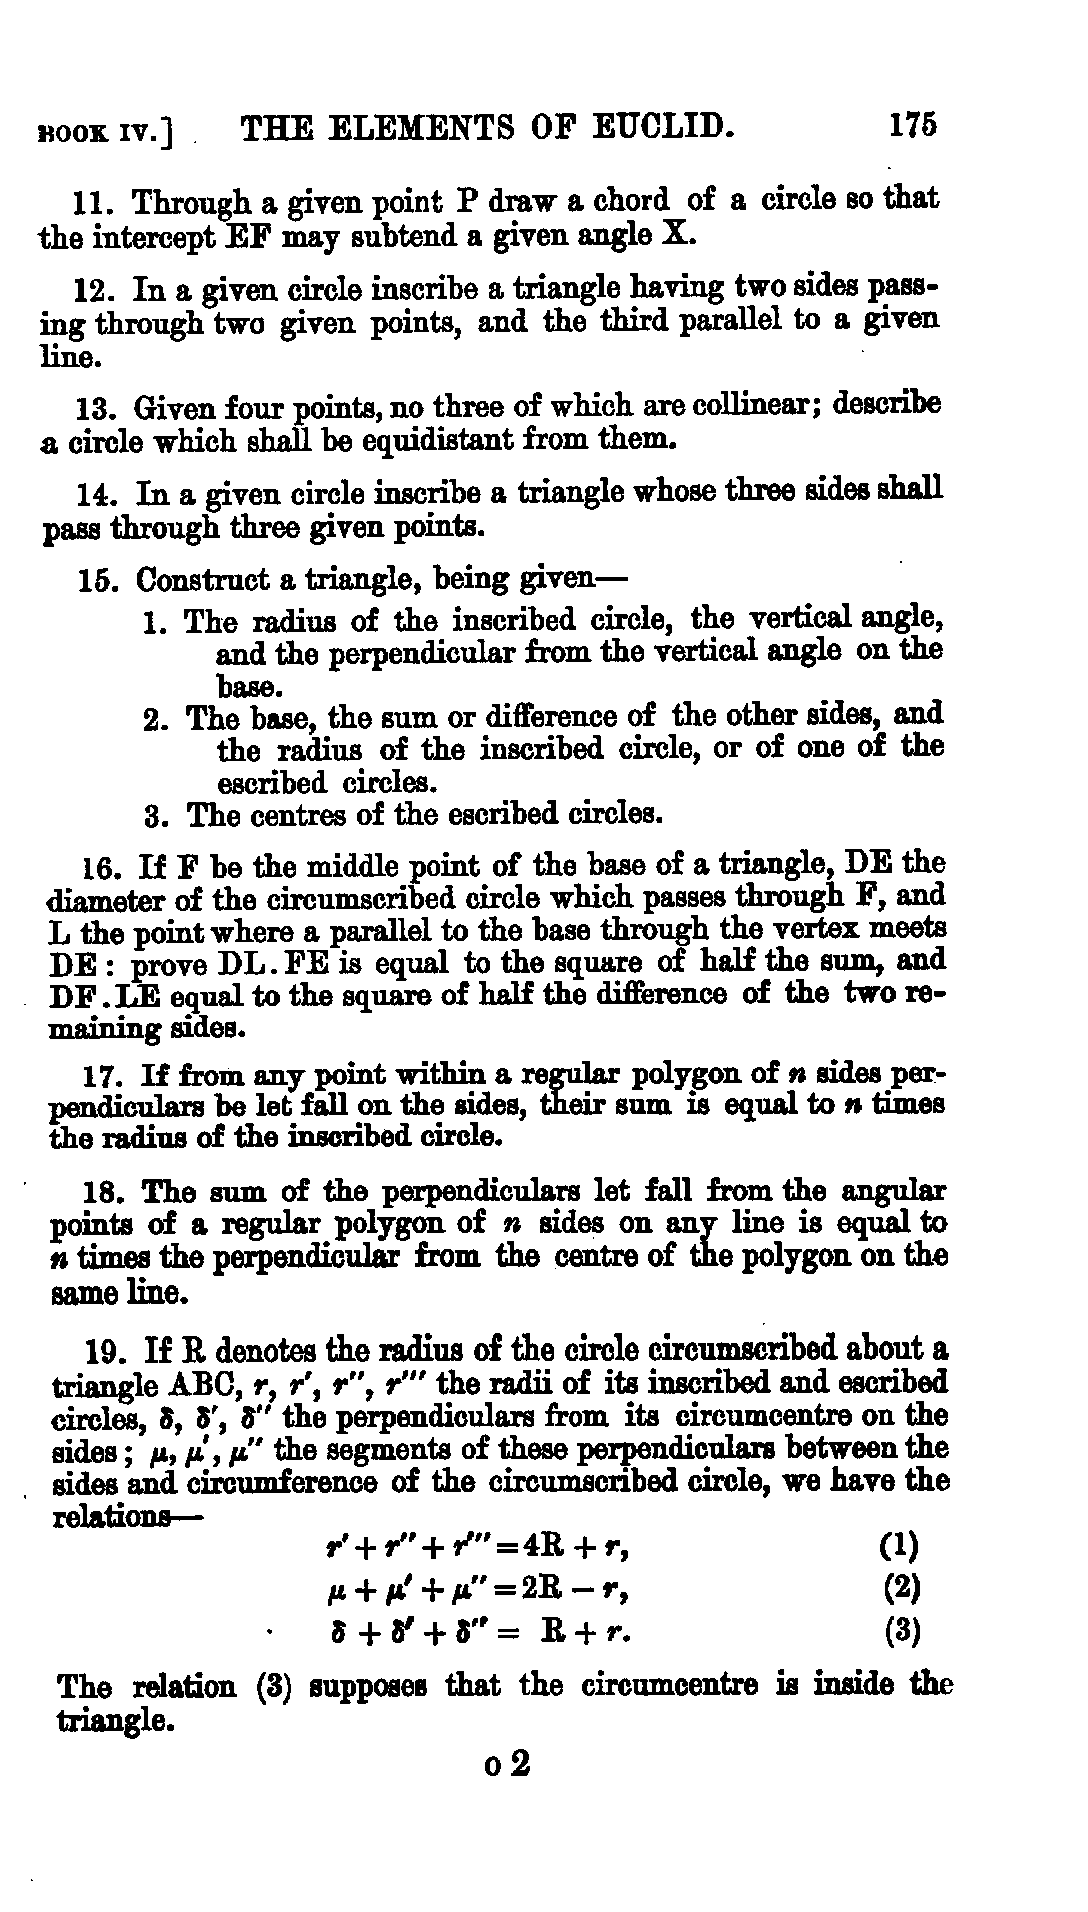 BOOK IV.] THE ELEMENTS OF EUCLID. 175
11. Through a given point P draw a chord of a circle so that
the intercept EF may subtend a given angle X.
12. In a given circle inscribe a triangle having two sides pass-
ing through two given points, and the third parallel to a given
line.
13. Given four points, no three of which are collinear; describe
a circle which shall be equidistant from them.
14. In a given circle inscribe a triangle whose three sides shall
pass through three given points.
15. Construct a triangle, being given—
1. The radius of the inscribed circle, the vertical angle,
and the perpendicular from the vertical angle on the
base.
2. The base, the sum or difference of the other sides, and
the radius of the inscribed circle, or of one of the
escribed circles.
3. The centres of the escribed circles.
16. If F be the middle point of the base of a triangle, DE the
diameter of the circumscribed circle which passes through F, and
L the point where a parallel to the base through the vertex meets
DE : prove DL.FE is equal to the square of half the sum, and
DF.LE equal to the square of half the difference of the two re-
maining sides.
17. If from any point within a regular polygon of n sides per-
pendiculars be let fall on the sides, their sum is equal to n times
the radius of the inscribed circle.
18. The sum of the perpendiculars let fall from the angular
points of a regular polygon of n sides on any line is equal to
n times the perpendicular from the centre of the polygon on the
same line.
19. If R denotes the radius of the circle circumscribed about a
triangle ABC, r, r′, r″, r‴ the radii of its inscribed and escribed
circles, δ, δ′, δ″ the perpendiculars from its circumcentre on the
sides; μ, μ′, μ″ the segments of these perpendiculars between the
sides and circumference of the circumscribed circle, we have the
relations—
r′ + r″ + r‴ = 4R + r, (1)
μ + μ′ + μ″ = 2R − r, (2)
δ + δ′ + δ″ = R + r. (3)
The relation (3) supposes that the circumcentre is inside the
triangle.
o 2